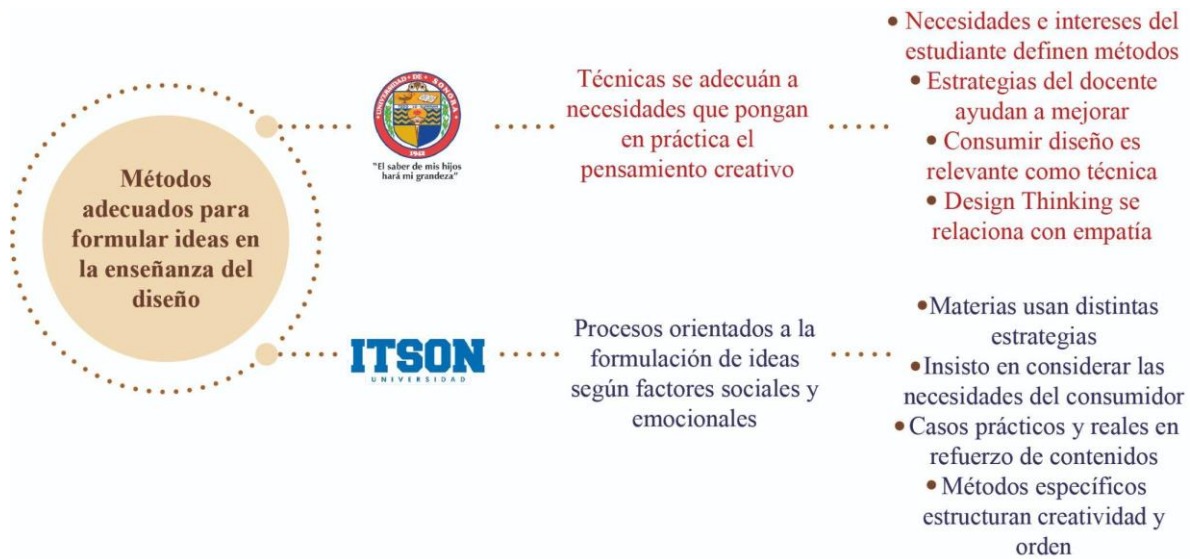 Métodos
adecuados para
formular ideas en
la enseñanza del
diseño
UNIVERSIDAD • DE • SONORA
1942
"El saber de mis hijos
hará mi grandeza"
Técnicas se adecuán a
necesidades que pongan
en práctica el
pensamiento creativo
• Necesidades e intereses del
estudiante definen métodos
• Estrategias del docente
ayudan a mejorar
• Consumir diseño es
relevante como técnica
• Design Thinking se
relaciona con empatía
ITSON
UNIVERSIDAD
Procesos orientados a la
formulación de ideas
según factores sociales y
emocionales
•Materias usan distintas
estrategias
•Insisto en considerar las
necesidades del consumidor
•Casos prácticos y reales en
refuerzo de contenidos
• Métodos específicos
estructuran creatividad y
orden